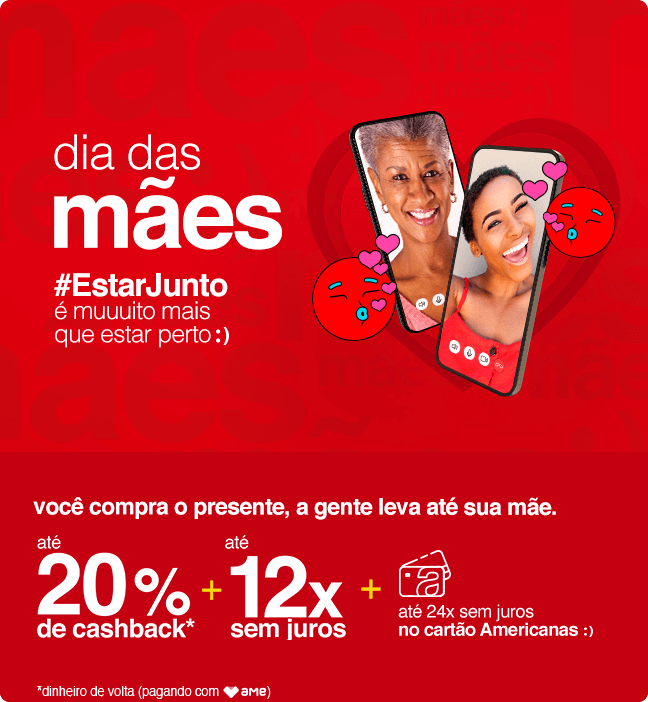 dia das
mães
#EstarJunto
é muuuito mais
que estar perto :)
você compra o presente, a gente leva até sua mãe.
até
20%
de cashback*
+
até
12x
sem juros
+
a
até 24x sem juros
no cartão Americanas :)
*dinheiro de volta (pagando com ame)